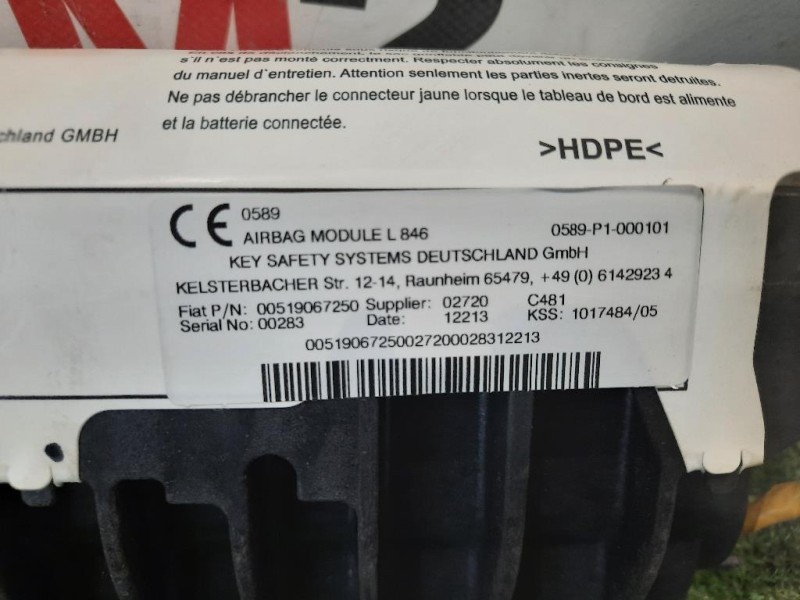 s'il n'est pas monté correctment. Respecter absolument les consignes
du manuel d`entretien. Attention senlement les parties inertes seront detruites.
Ne pas débrancher le connecteur jaune lorsque le tableau de bord est alimente
et la batterie connectée.
chland GMBH
>HDPE<
CE 0589
AIRBAG MODULE L 846 0589-P1-000101
KEY SAFETY SYSTEMS DEUTSCHLAND GmbH
KELSTERBACHER Str. 12-14, Raunheim 65479, +49 (0) 6142923 4
Fiat P/N: 00519067250 Supplier: 02720 C481
Serial No: 00283 Date: 12213 KSS: 1017484/05
00519067250027200028312213